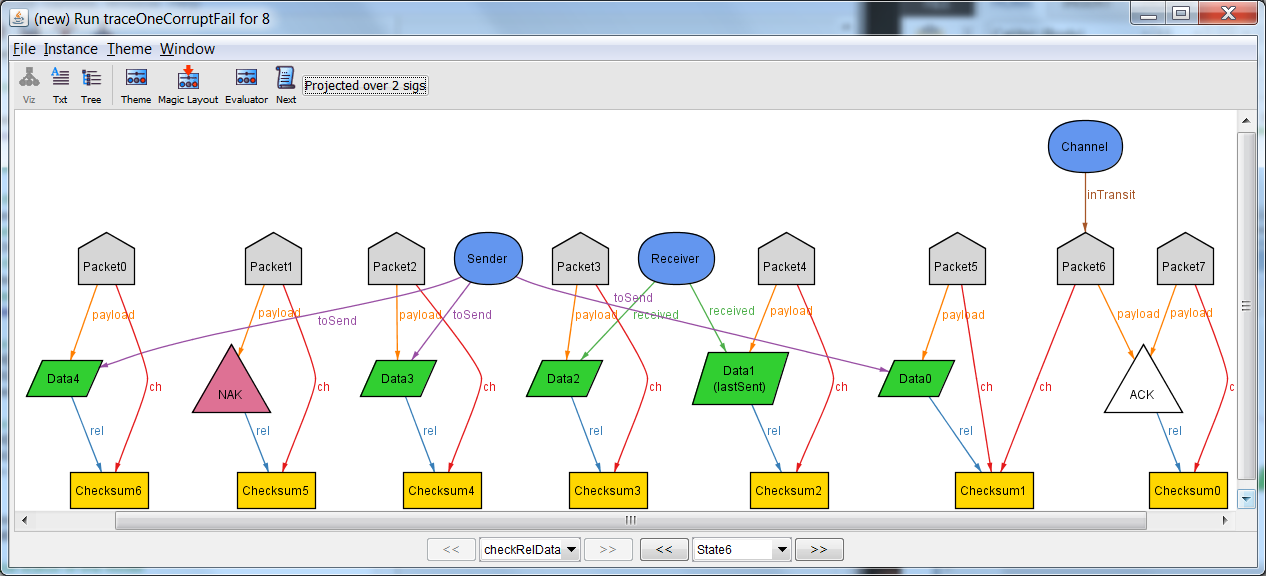 (new) Run traceOneCorruptFail for 8
File Instance Theme Window
Viz Txt Tree Theme Magic Layout Evaluator Next Projected over 2 sigs
Channel
inTransit
Packet0 Packet1 Packet2 Sender Packet3 Receiver Packet4 Packet5 Packet6 Packet7
payload toSend payload payload toSend payload toSend received received payload payload payload payload
Data4 NAK Data3 Data2 Data1 (lastSent) Data0 ACK
ch ch ch ch ch ch ch c
rel rel rel rel rel rel rel
Checksum6 Checksum5 Checksum4 Checksum3 Checksum2 Checksum1 Checksum0
<< checkRelData >> << State6 >>